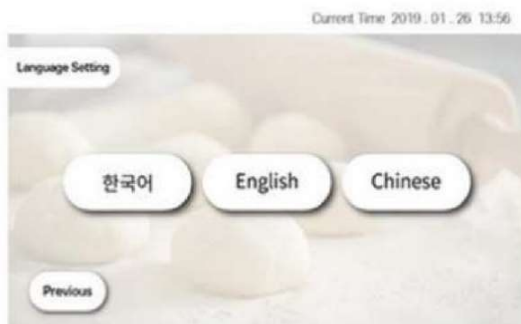 Current Time 2019 . 01 . 26 13:56
Language Setting
한국어 English Chinese
Previous